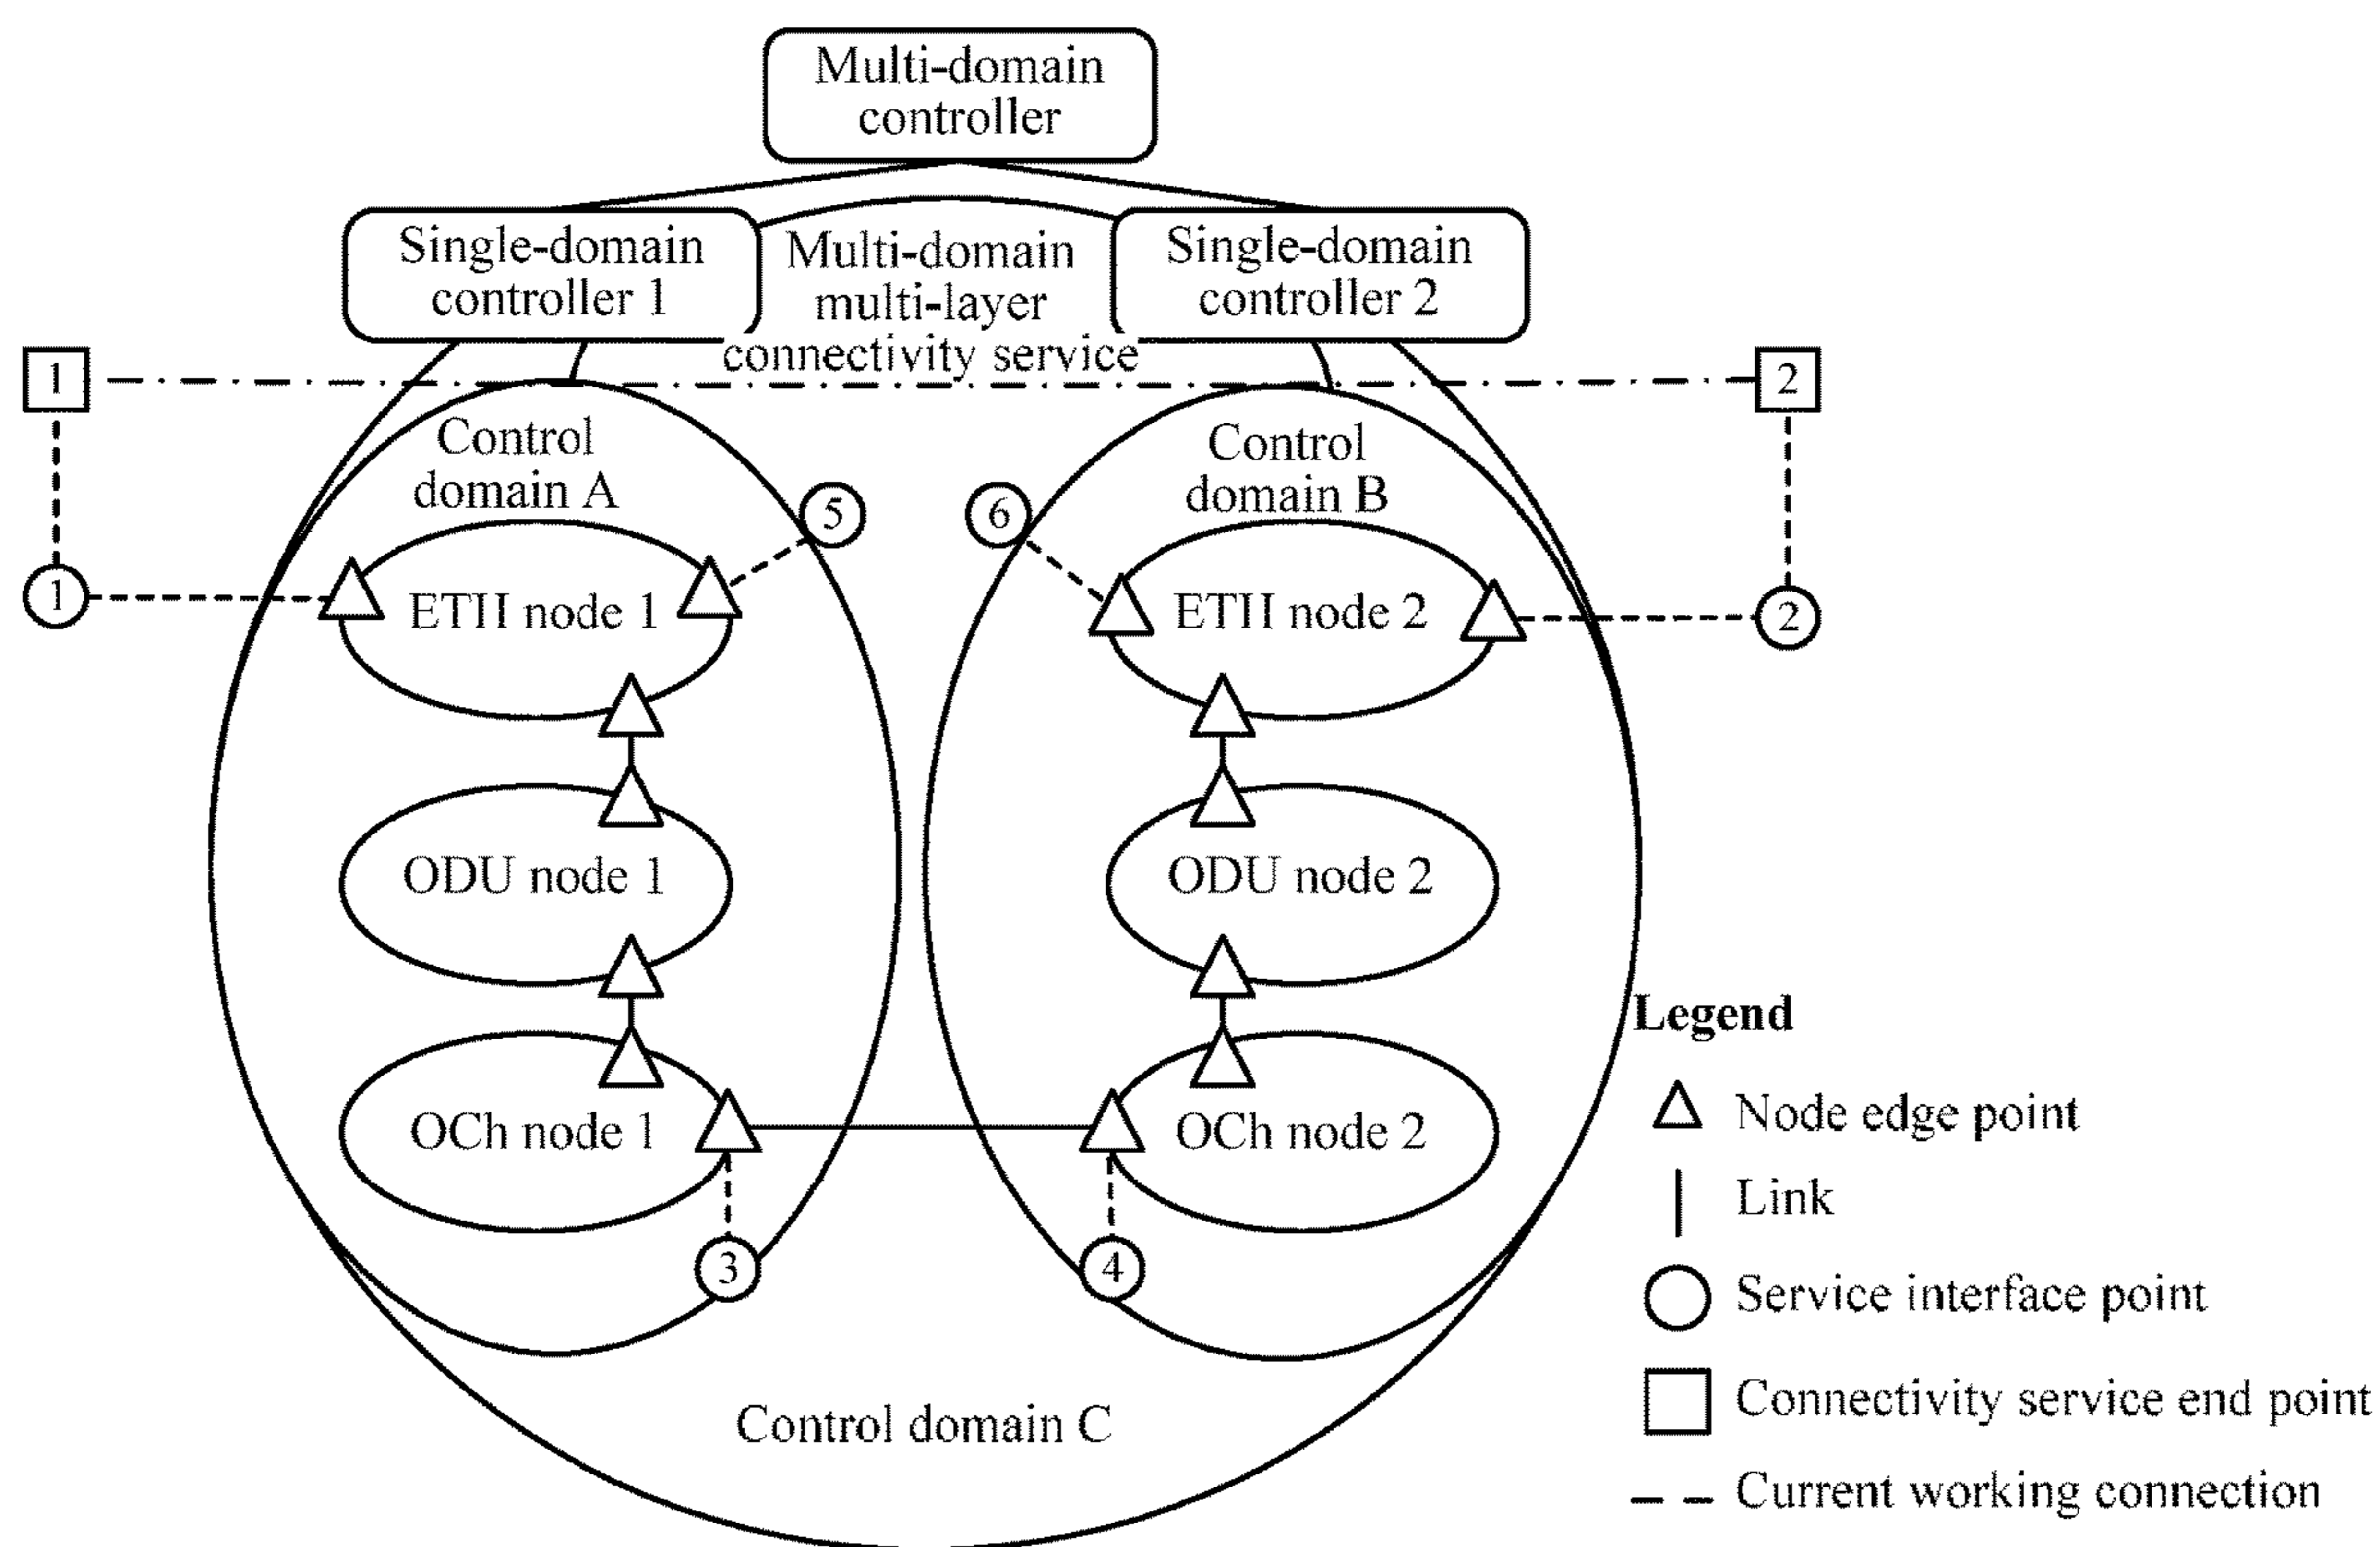 Multi-domain
controller
Single-domain
controller 1
Multi-domain
multi-layer
connectivity service
Single-domain
controller 2
1
2
Control
domain A
Control
domain B
5
6
1
ETH node 1
ETH node 2
2
ODU node 1
ODU node 2
OCh node 1
OCh node 2
3
4
Control domain C
Legend
Node edge point
Link
Service interface point
Connectivity service end point
Current working connection